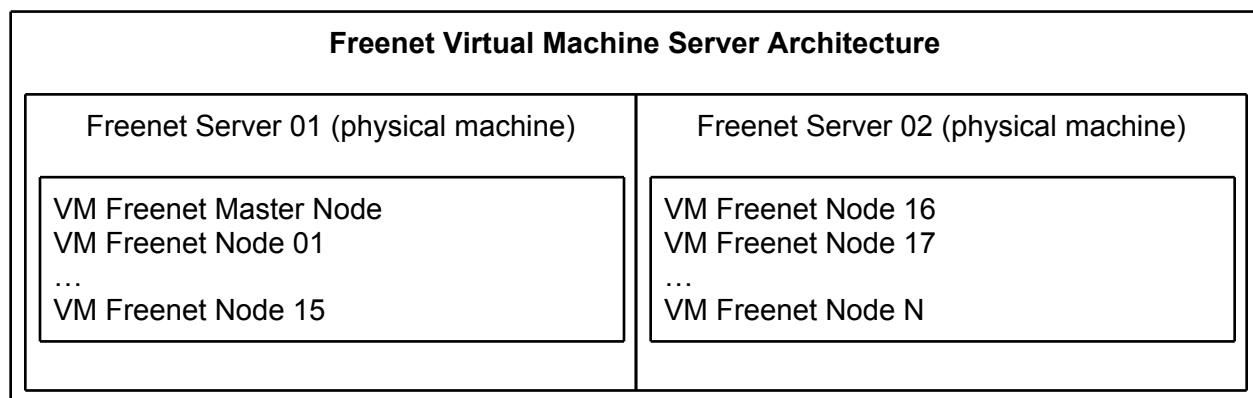 Freenet Virtual Machine Server Architecture
Freenet Server 01 (physical machine)
VM Freenet Master Node
VM Freenet Node 01
…
VM Freenet Node 15
Freenet Server 02 (physical machine)
VM Freenet Node 16
VM Freenet Node 17
…
VM Freenet Node N